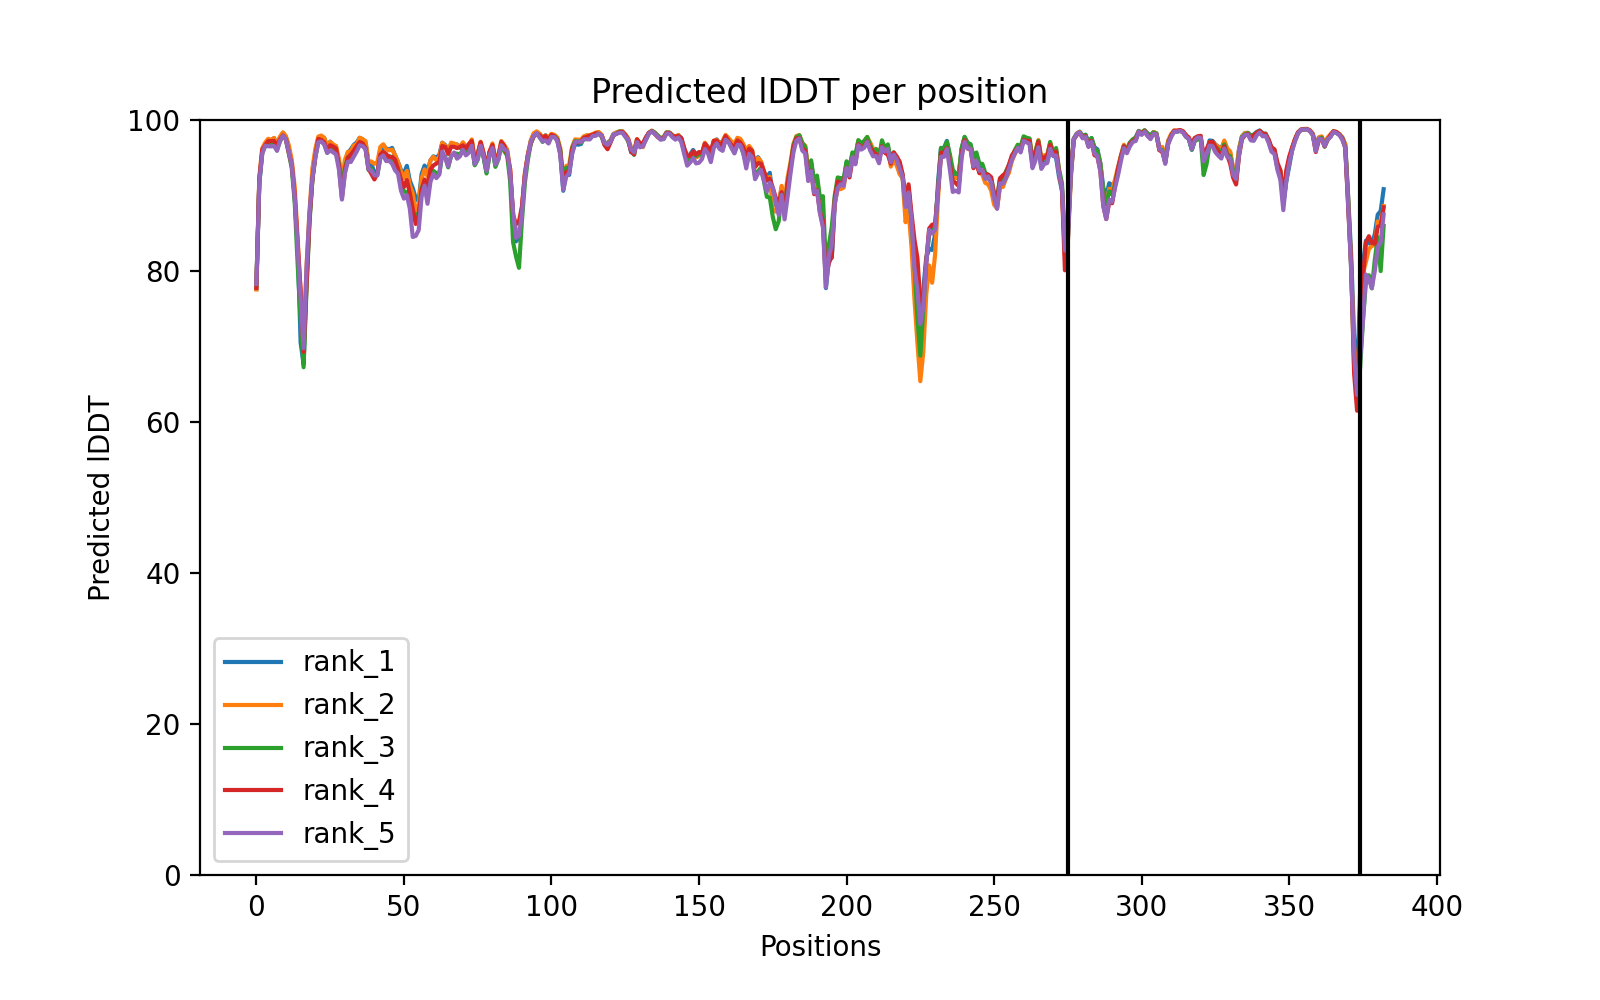 Predicted lDDT per position
100
80
60
40
20
0
Predicted lDDT
rank_1
rank_2
rank_3
rank_4
rank_5
0 50 100 150 200 250 300 350 400
Positions